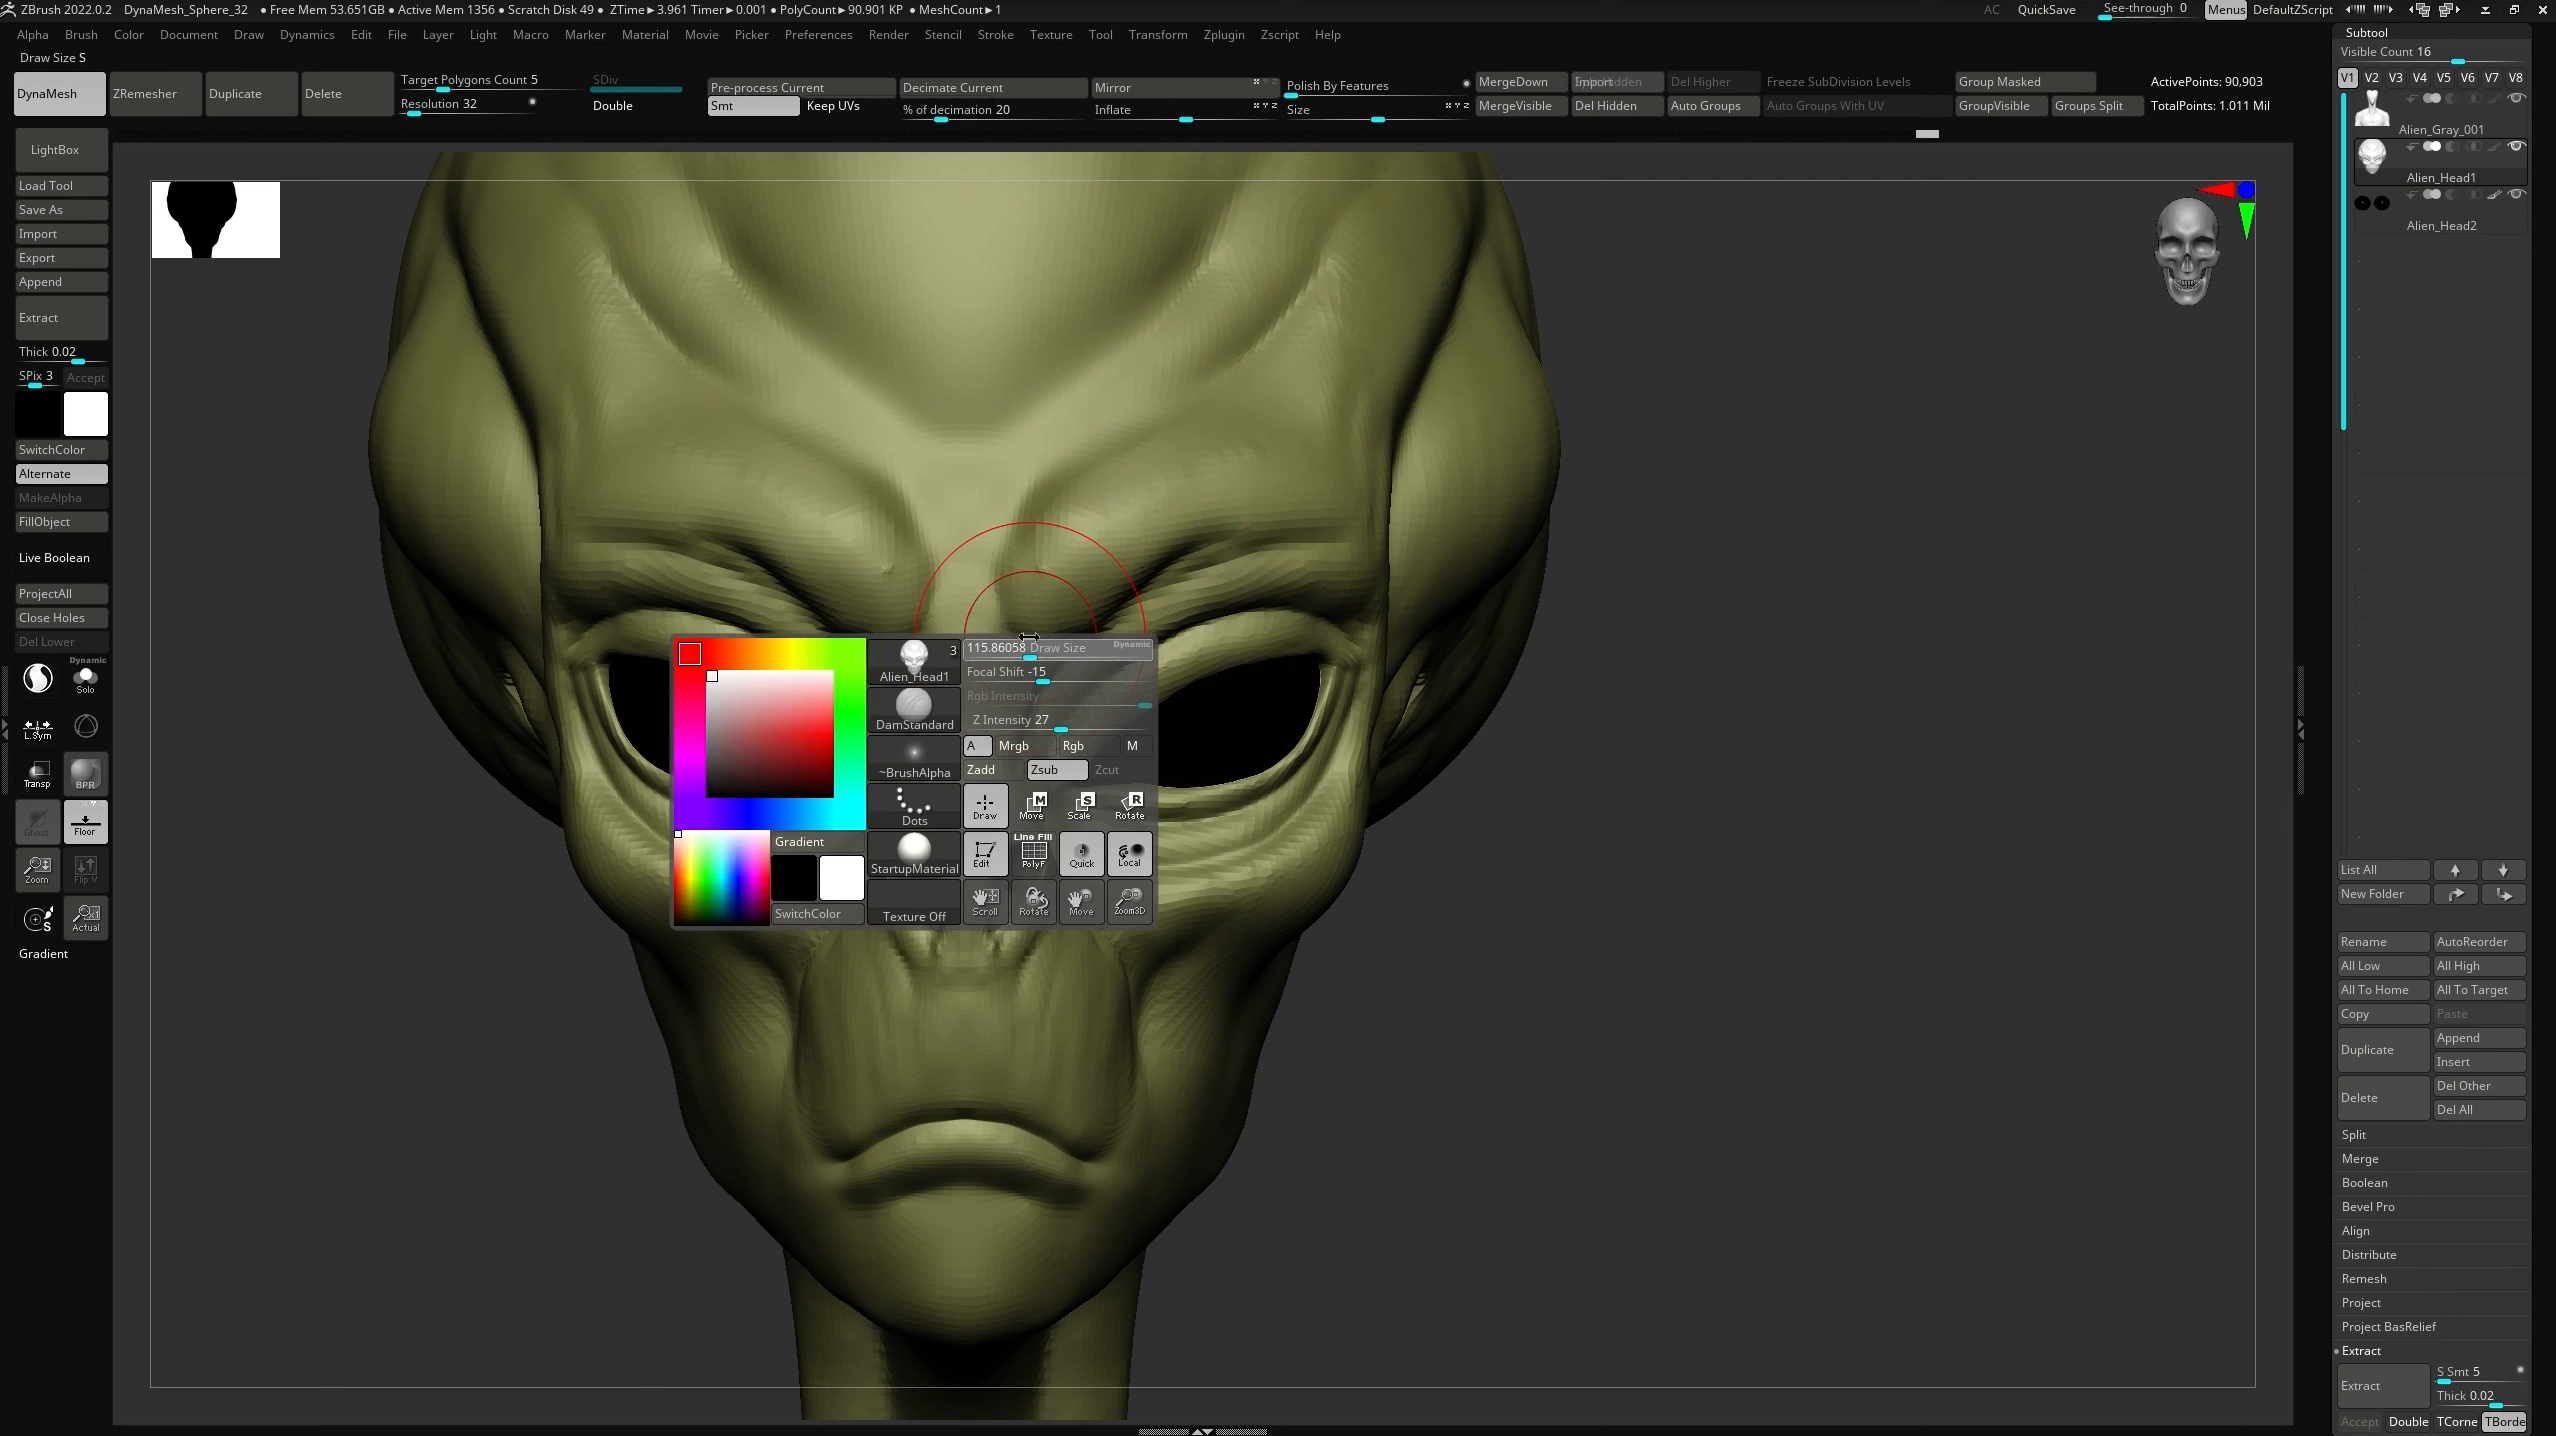 ZBrush 2022.0.2 DynaMesh_Sphere_32 ● Free Mem 53.651GB ● Active Mem 1356 ● Scratch Disk 49 ● ZTime►3.961 Timer►0.001 ● PolyCount►90.901 KP ● MeshCount►1 AC QuickSave See-through 0 Menus DefaultZScript
Alpha Brush Color Document Draw Dynamics Edit File Layer Light Macro Marker Material Movie Picker Preferences Render Stencil Stroke Texture Tool Transform Zplugin Zscript Help
Draw Size S
DynaMesh ZRemesher Duplicate Delete
Target Polygons Count 5
Resolution 32
SDiv
Double
Pre-process Current
Smt Keep UVs
Decimate Current
% of decimation 20
Mirror
Inflate
Polish By Features
Size
MergeDown Import Del Higher Freeze SubDivision Levels Group Masked
MergeVisible Del Hidden Auto Groups Auto Groups With UV GroupVisible Groups Split
ActivePoints: 90,903
TotalPoints: 1.011 Mil
LightBox
Load Tool
Save As
Import
Export
Append
Extract
Thick 0.02
SPix 3 Accept
SwitchColor
Alternate
MakeAlpha
FillObject
Live Boolean
ProjectAll
Close Holes
Del Lower
Dynamic
Solo
L.Sym
Transp BPR
Ghost Floor
Zoom Flip V
S Actual
Gradient
Gradient
SwitchColor
3
Alien_Head1
DamStandard
~BrushAlpha
Dots
StartupMaterial
Texture Off
115.86058 Draw Size Dynamic
Focal Shift -15
Rgb Intensity
Z Intensity 27
A Mrgb Rgb M
Zadd Zsub Zcut
M S R
Draw Move Scale Rotate
Line Fill
Edit PolyF Quick Local
Scroll Rotate Move Zoom3D
Subtool
Visible Count 16
V1 V2 V3 V4 V5 V6 V7 V8
Alien_Gray_001
Alien_Head1
Alien_Head2
List All
New Folder
Rename AutoReorder
All Low All High
All To Home All To Target
Copy Paste
Duplicate Append
Insert
Delete Del Other
Del All
Split
Merge
Boolean
Bevel Pro
Align
Distribute
Remesh
Project
Project BasRelief
Extract
Extract S Smt 5
Thick 0.02
Accept Double TCorne TBorde